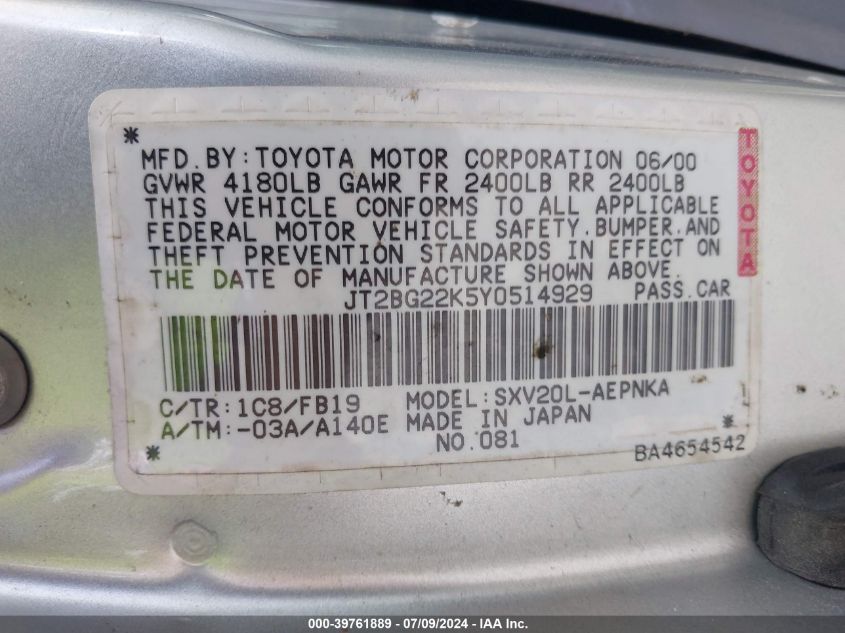 MFD.BY:TOYOTA MOTOR CORPORATION 06/00
GVWR 4180LB GAWR FR 2400LB RR 2400LB
THIS VEHICLE CONFORMS TO ALL APPLICABLE
FEDERAL MOTOR VEHICLE SAFETY.BUMPER.AND
THEFT PREVENTION STANDARDS IN EFFECT ON
THE DATE OF MANUFACTURE SHOWN ABOVE.
JT2BG22K5Y0514929 PASS.CAR
C/TR:1C8/FB19 MODEL:SXV20L-AEPNKA
A/TM:-03A/A140E MADE IN JAPAN
NO.081
BA4654542
TOYOTA
000-39761889 - 07/09/2024 - IAA Inc.